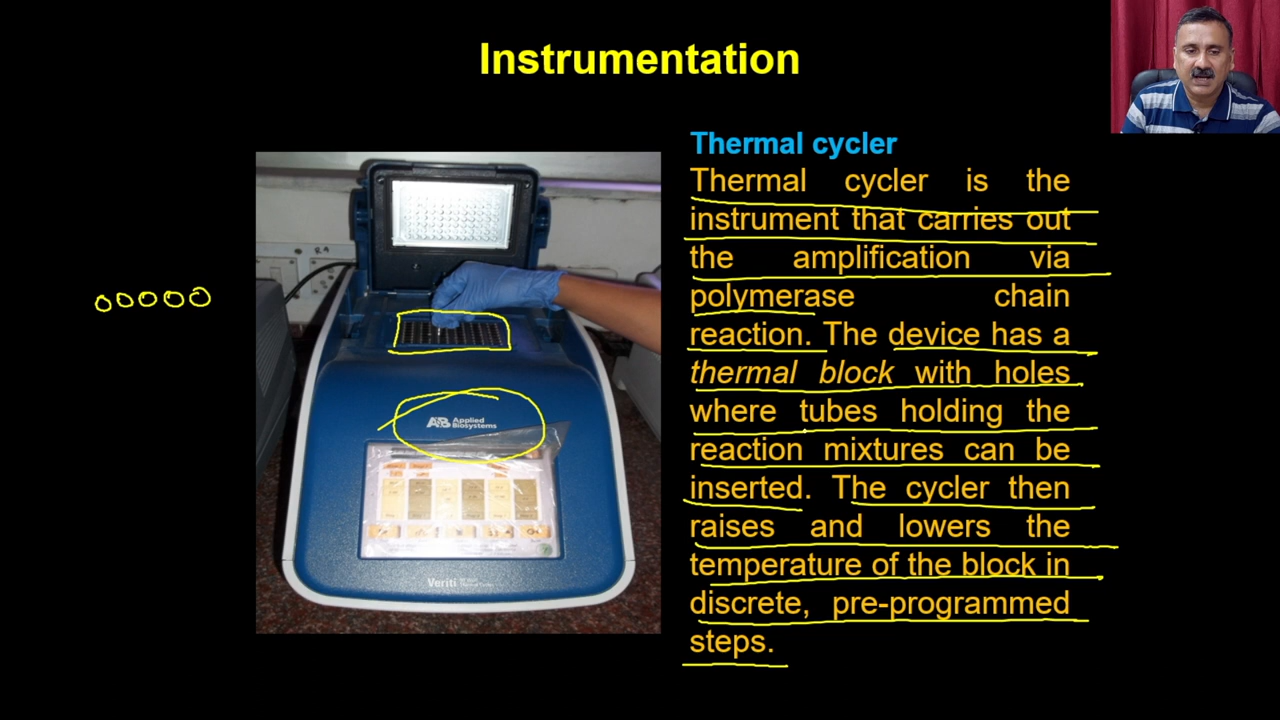 Instrumentation
Thermal cycler
Thermal cycler is the
instrument that carries out
the amplification via
polymerase chain
reaction. The device has a
thermal block with holes
where tubes holding the
reaction mixtures can be
inserted. The cycler then
raises and lowers the
temperature of the block in
discrete, pre-programmed
steps.
AB Applied
Biosystems
Veriti